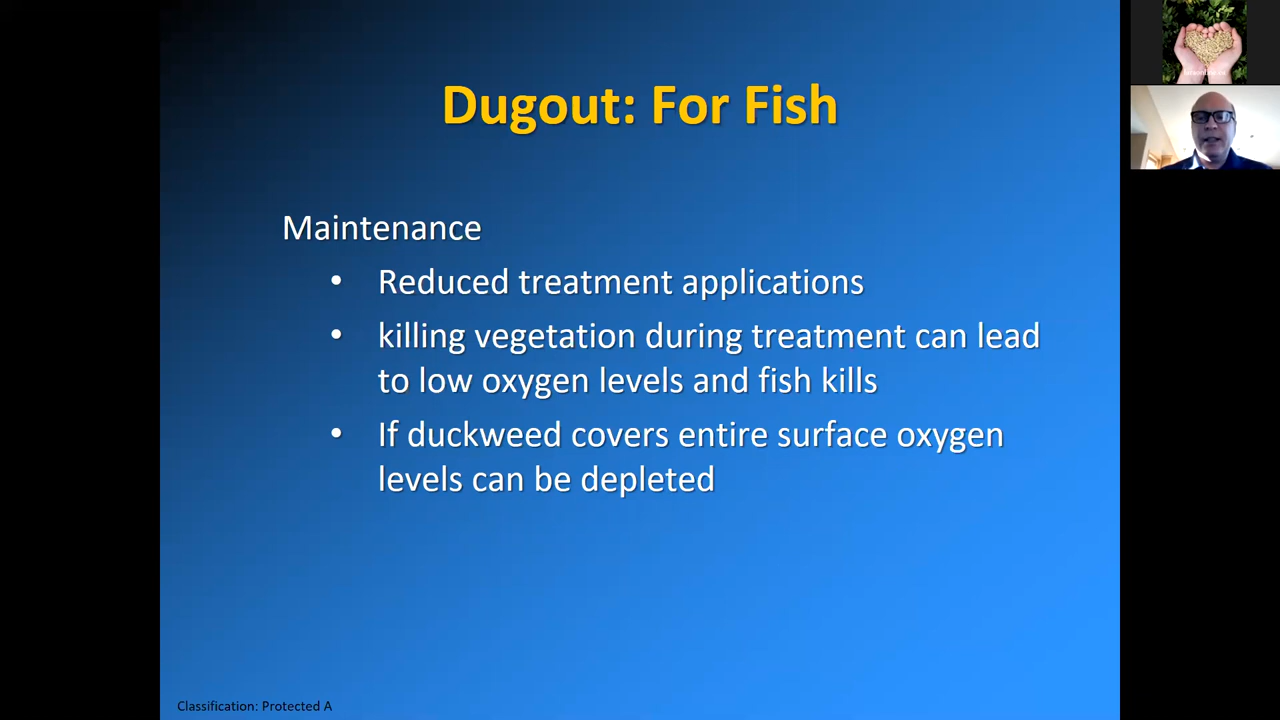 Dugout: For Fish
Maintenance
• Reduced treatment applications
• killing vegetation during treatment can lead
to low oxygen levels and fish kills
• If duckweed covers entire surface oxygen
levels can be depleted
Classification: Protected A